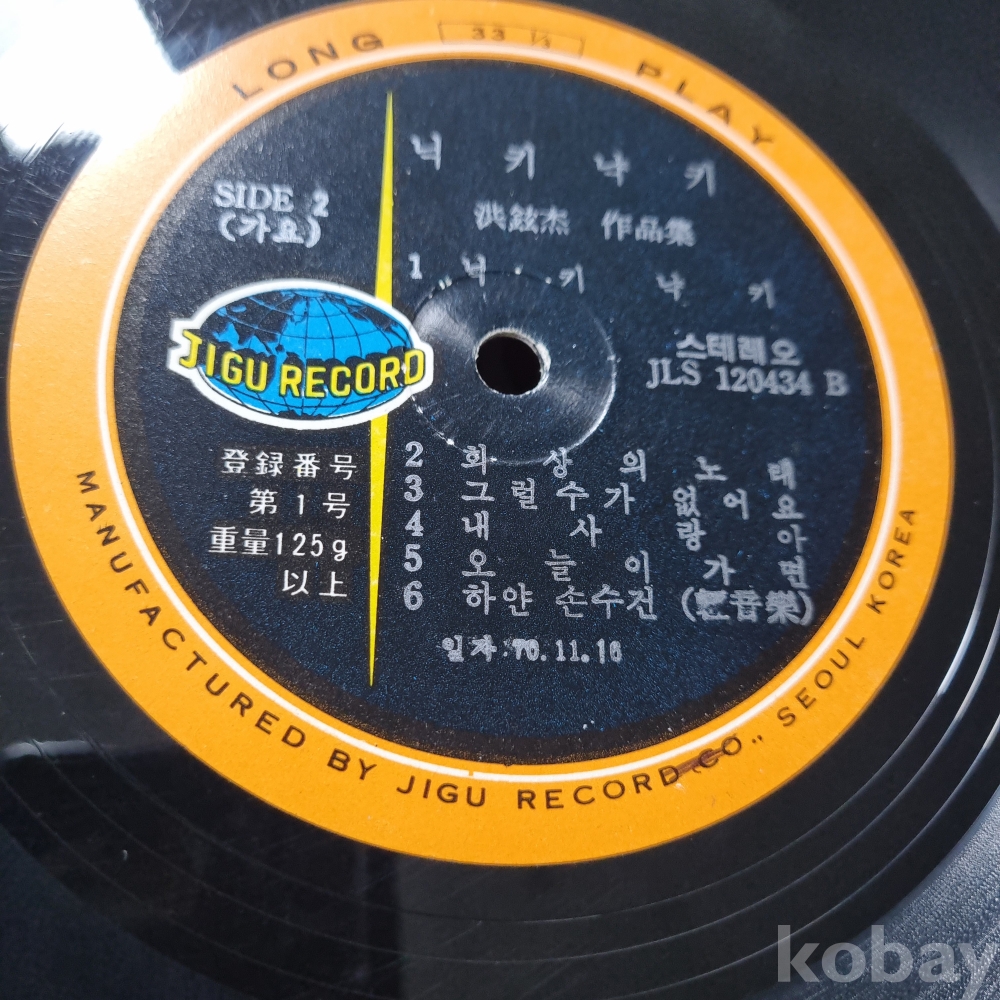 LONG PLAY
33 1/3
닉 키 냑 키
洪鉉杰 作品集
SIDE 2
(가요)
1 닉 키 냑 키
스테레오
JLS 120434 B
JIGU RECORD
登録番号
第1号
重量125g
以上
2 회상의 노래
3 그럴수가 없어요
4 내 사랑아
5 오늘이 가면
6 하얀 손수건 (音樂)
일자:70.11.16
MANUFACTURED BY JIGU RECORD CO., SEOUL KOREA
kobay